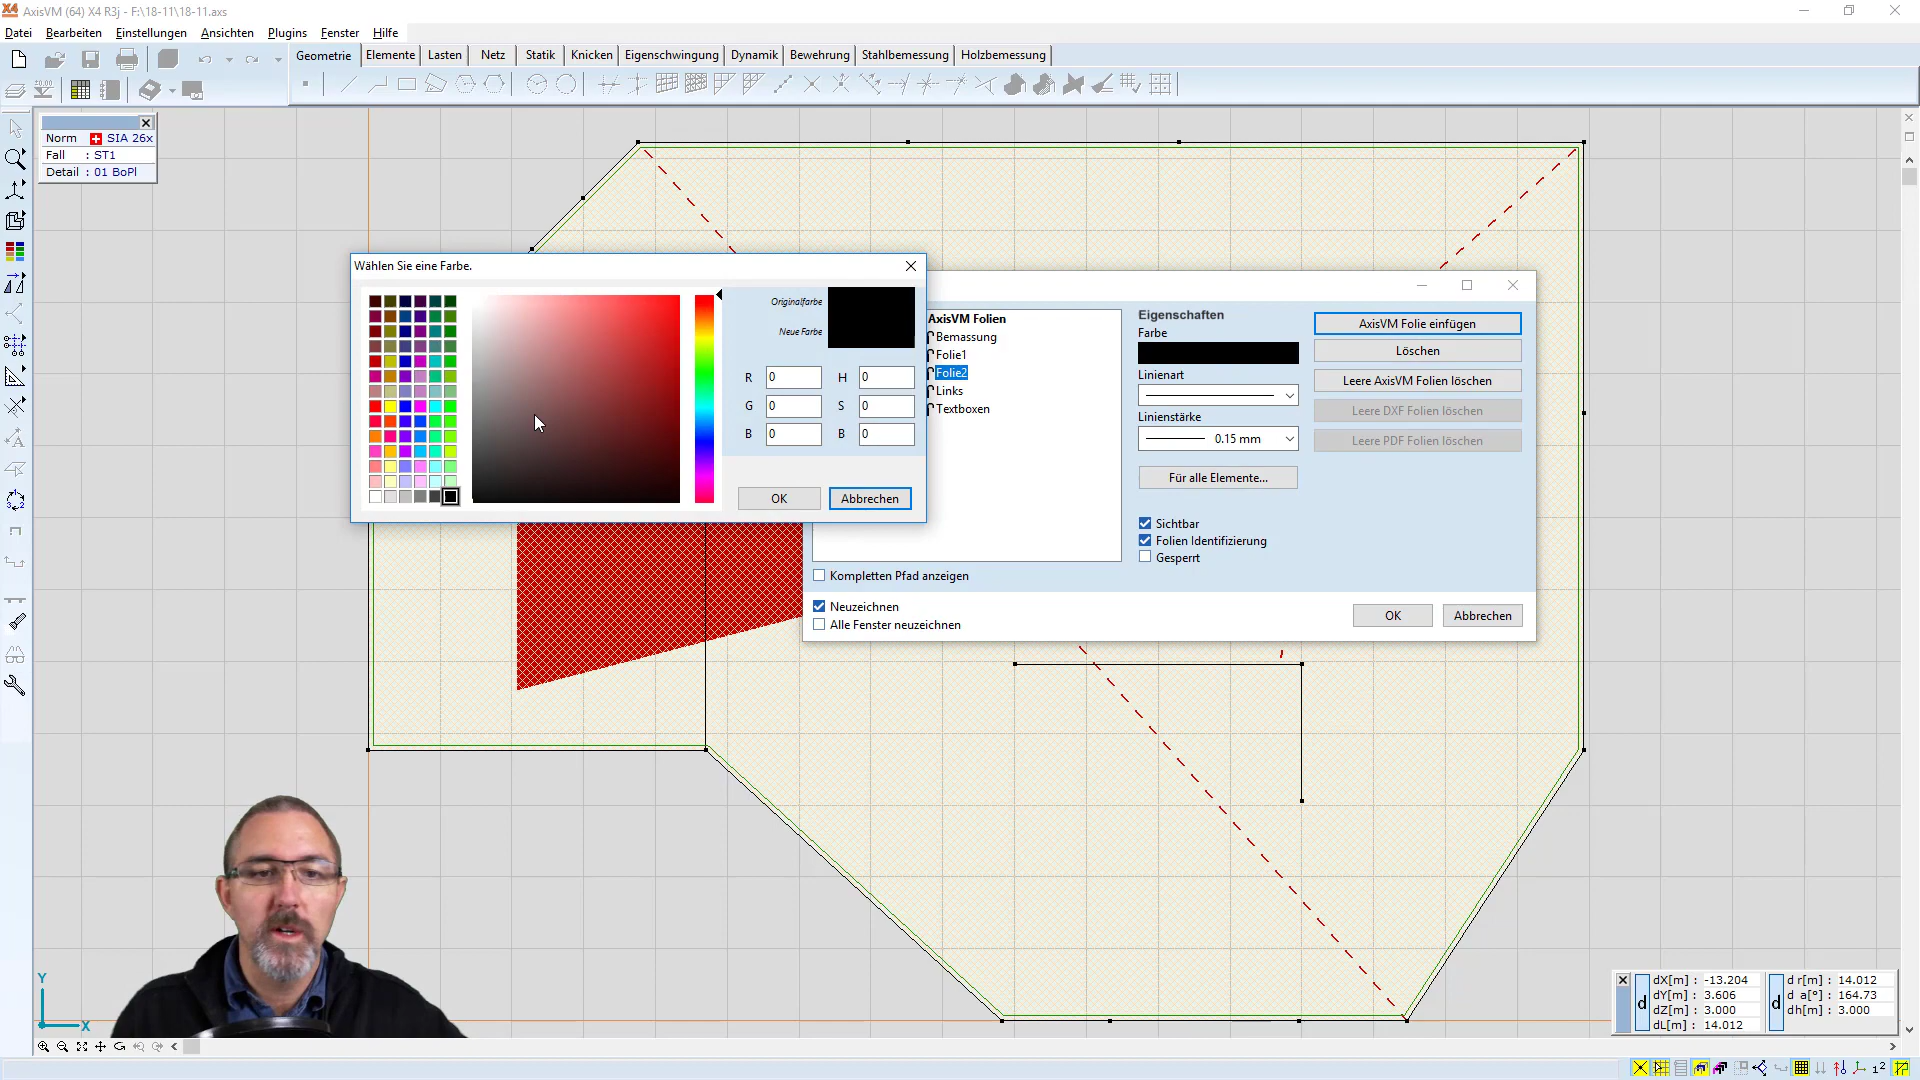 AxisVM (64) X4 R3j - F:\18-11\18-11.axs
Datei Bearbeiten Einstellungen Ansichten Plugins Fenster Hilfe
Geometrie Elemente Lasten Netz Statik Knicken Eigenschwingung Dynamik Bewehrung Stahlbemessung Holzbemessung
Norm SIA 26x
Fall : ST1
Detail : 01 BoPl
Wählen Sie eine Farbe.
Originalfarbe
Neue Farbe
R 0 H 0
G 0 S 0
B 0 B 0
OK Abbrechen
AxisVM Folien
Bemassung
Folie1
Folie2
Links
Textboxen
Eigenschaften
Farbe
Linienart
Linienstärke
0.15 mm
Für alle Elemente...
Sichtbar
Folien Identifizierung
Gesperrt
AxisVM Folie einfügen
Löschen
Leere AxisVM Folien löschen
Leere DXF Folien löschen
Leere PDF Folien löschen
Kompletten Pfad anzeigen
Neuzeichnen
Alle Fenster neuzeichnen
OK Abbrechen
Y
X
d
dX[m] : -13.204
dY[m] : 3.606
dZ[m] : 3.000
dL[m] : 14.012
d
d r[m] : 14.012
d a[°] : 164.73
dh[m] : 3.000